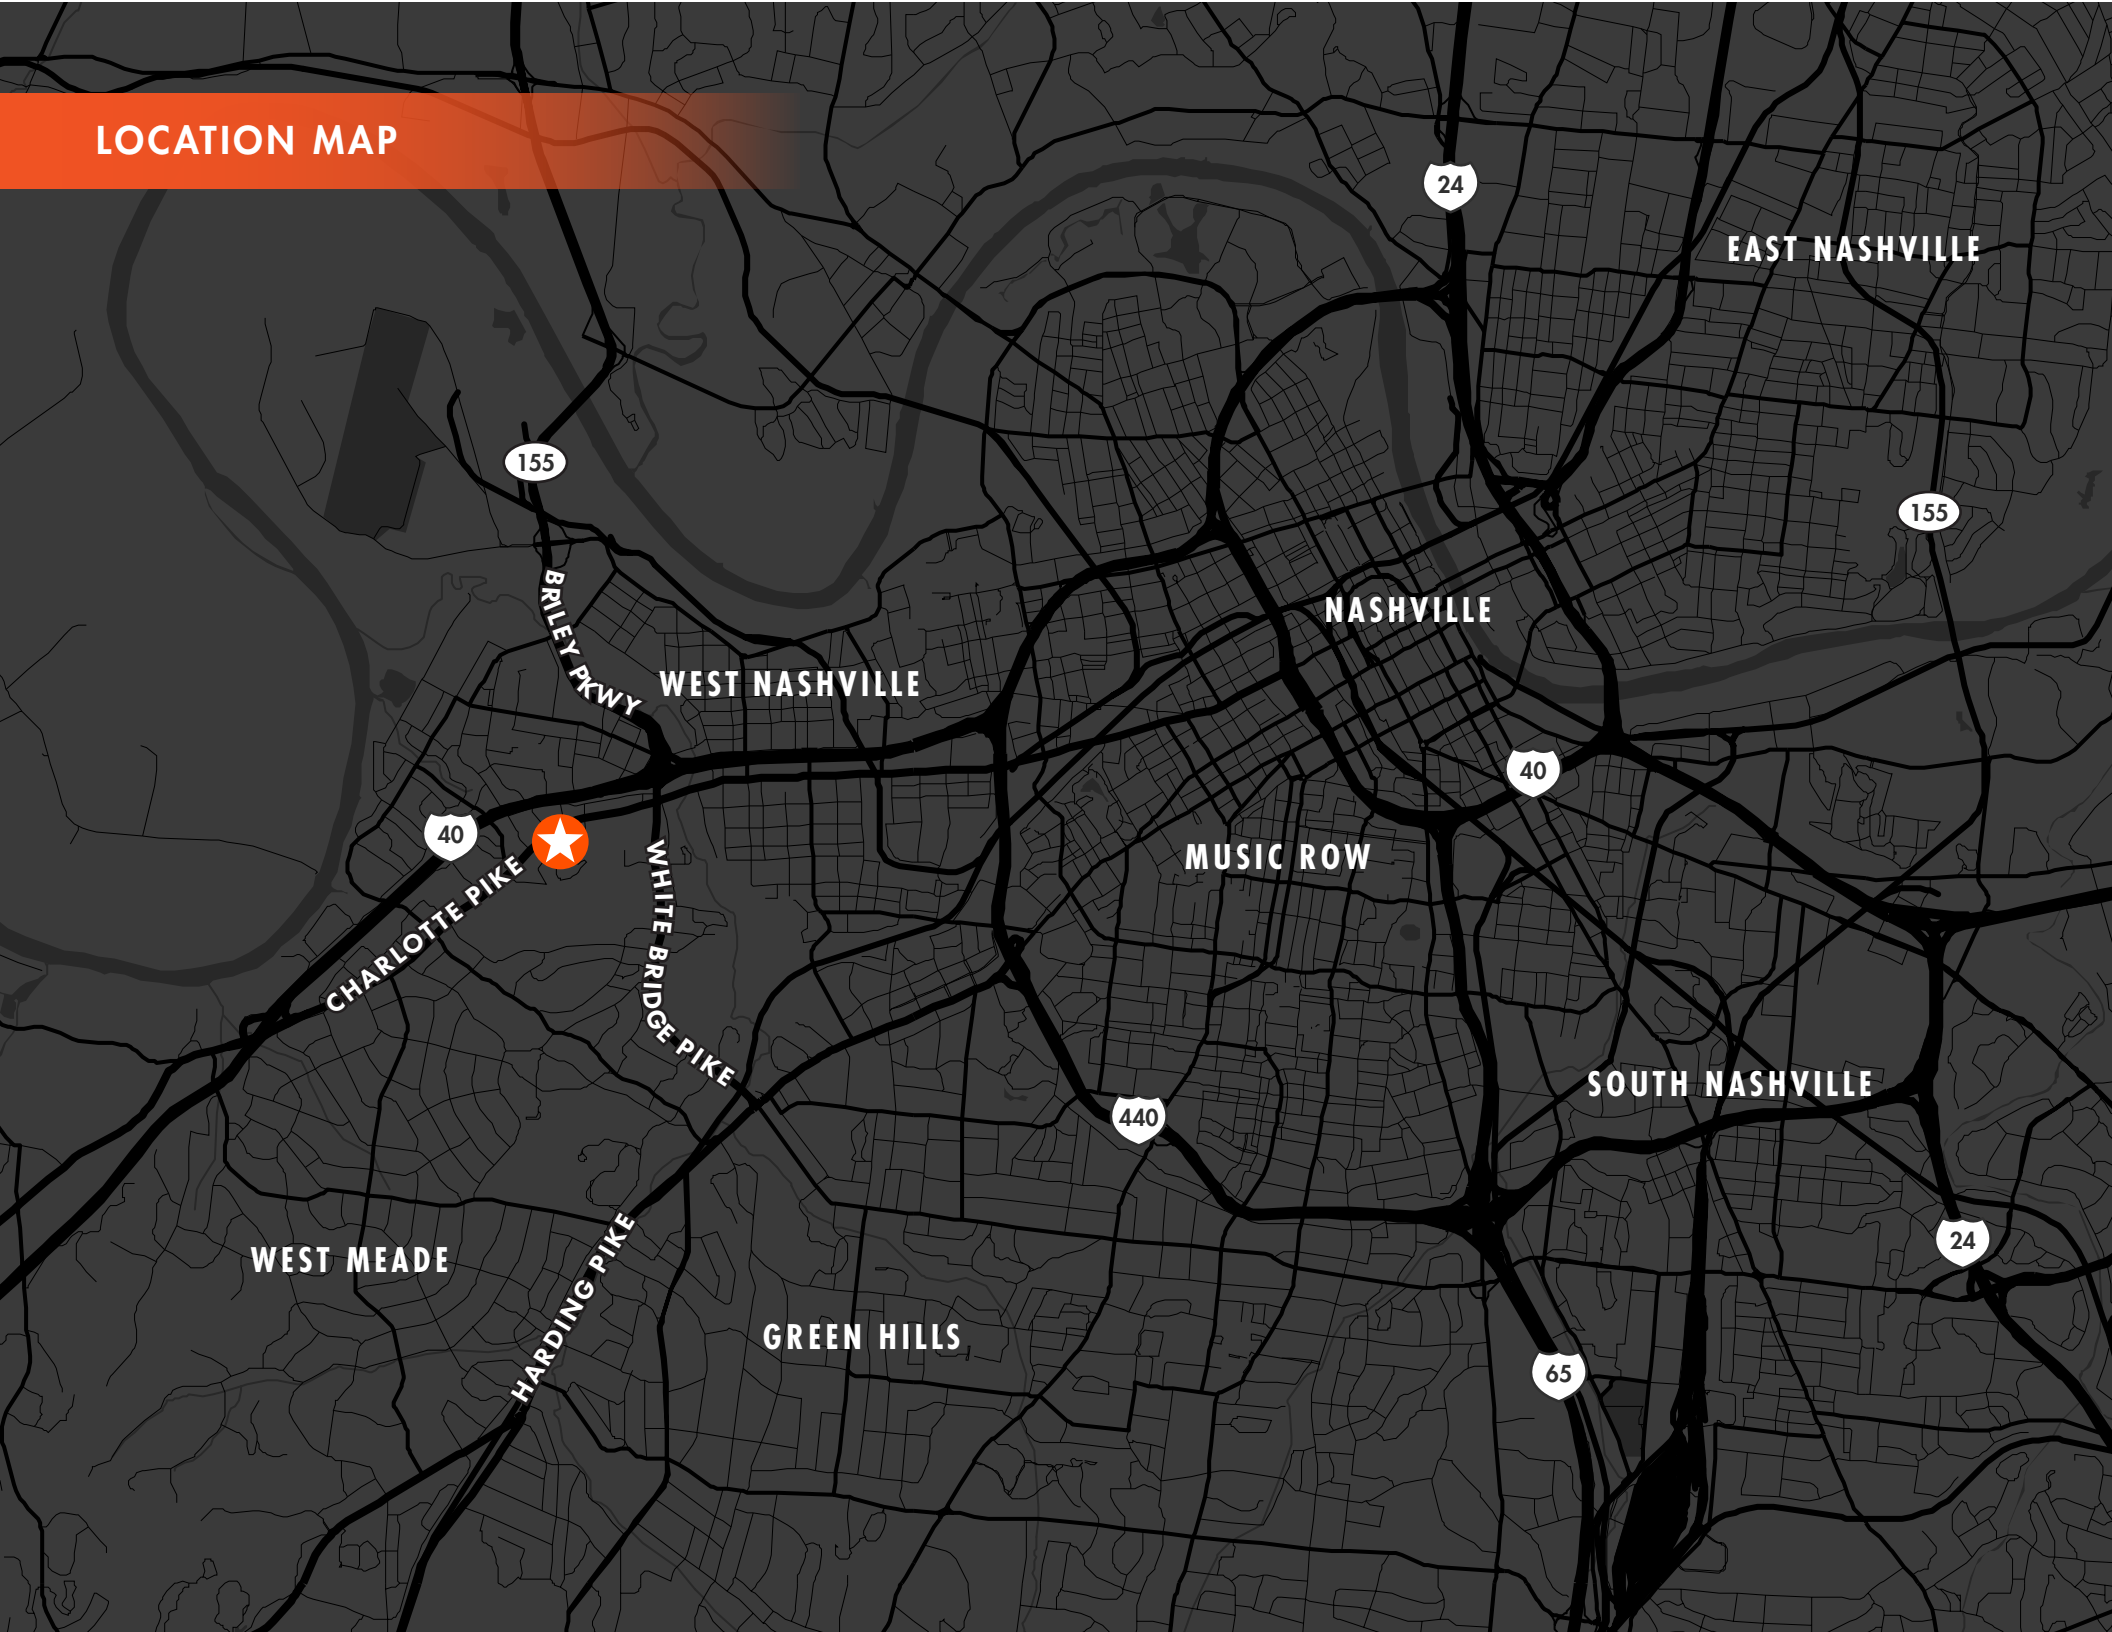 LOCATION MAP
24
EAST NASHVILLE
155
155
BRILEY PKWY
NASHVILLE
WEST NASHVILLE
40
40
MUSIC ROW
CHARLOTTE PIKE
WHITE BRIDGE PIKE
SOUTH NASHVILLE
440
24
WEST MEADE
HARDING PIKE
GREEN HILLS
65